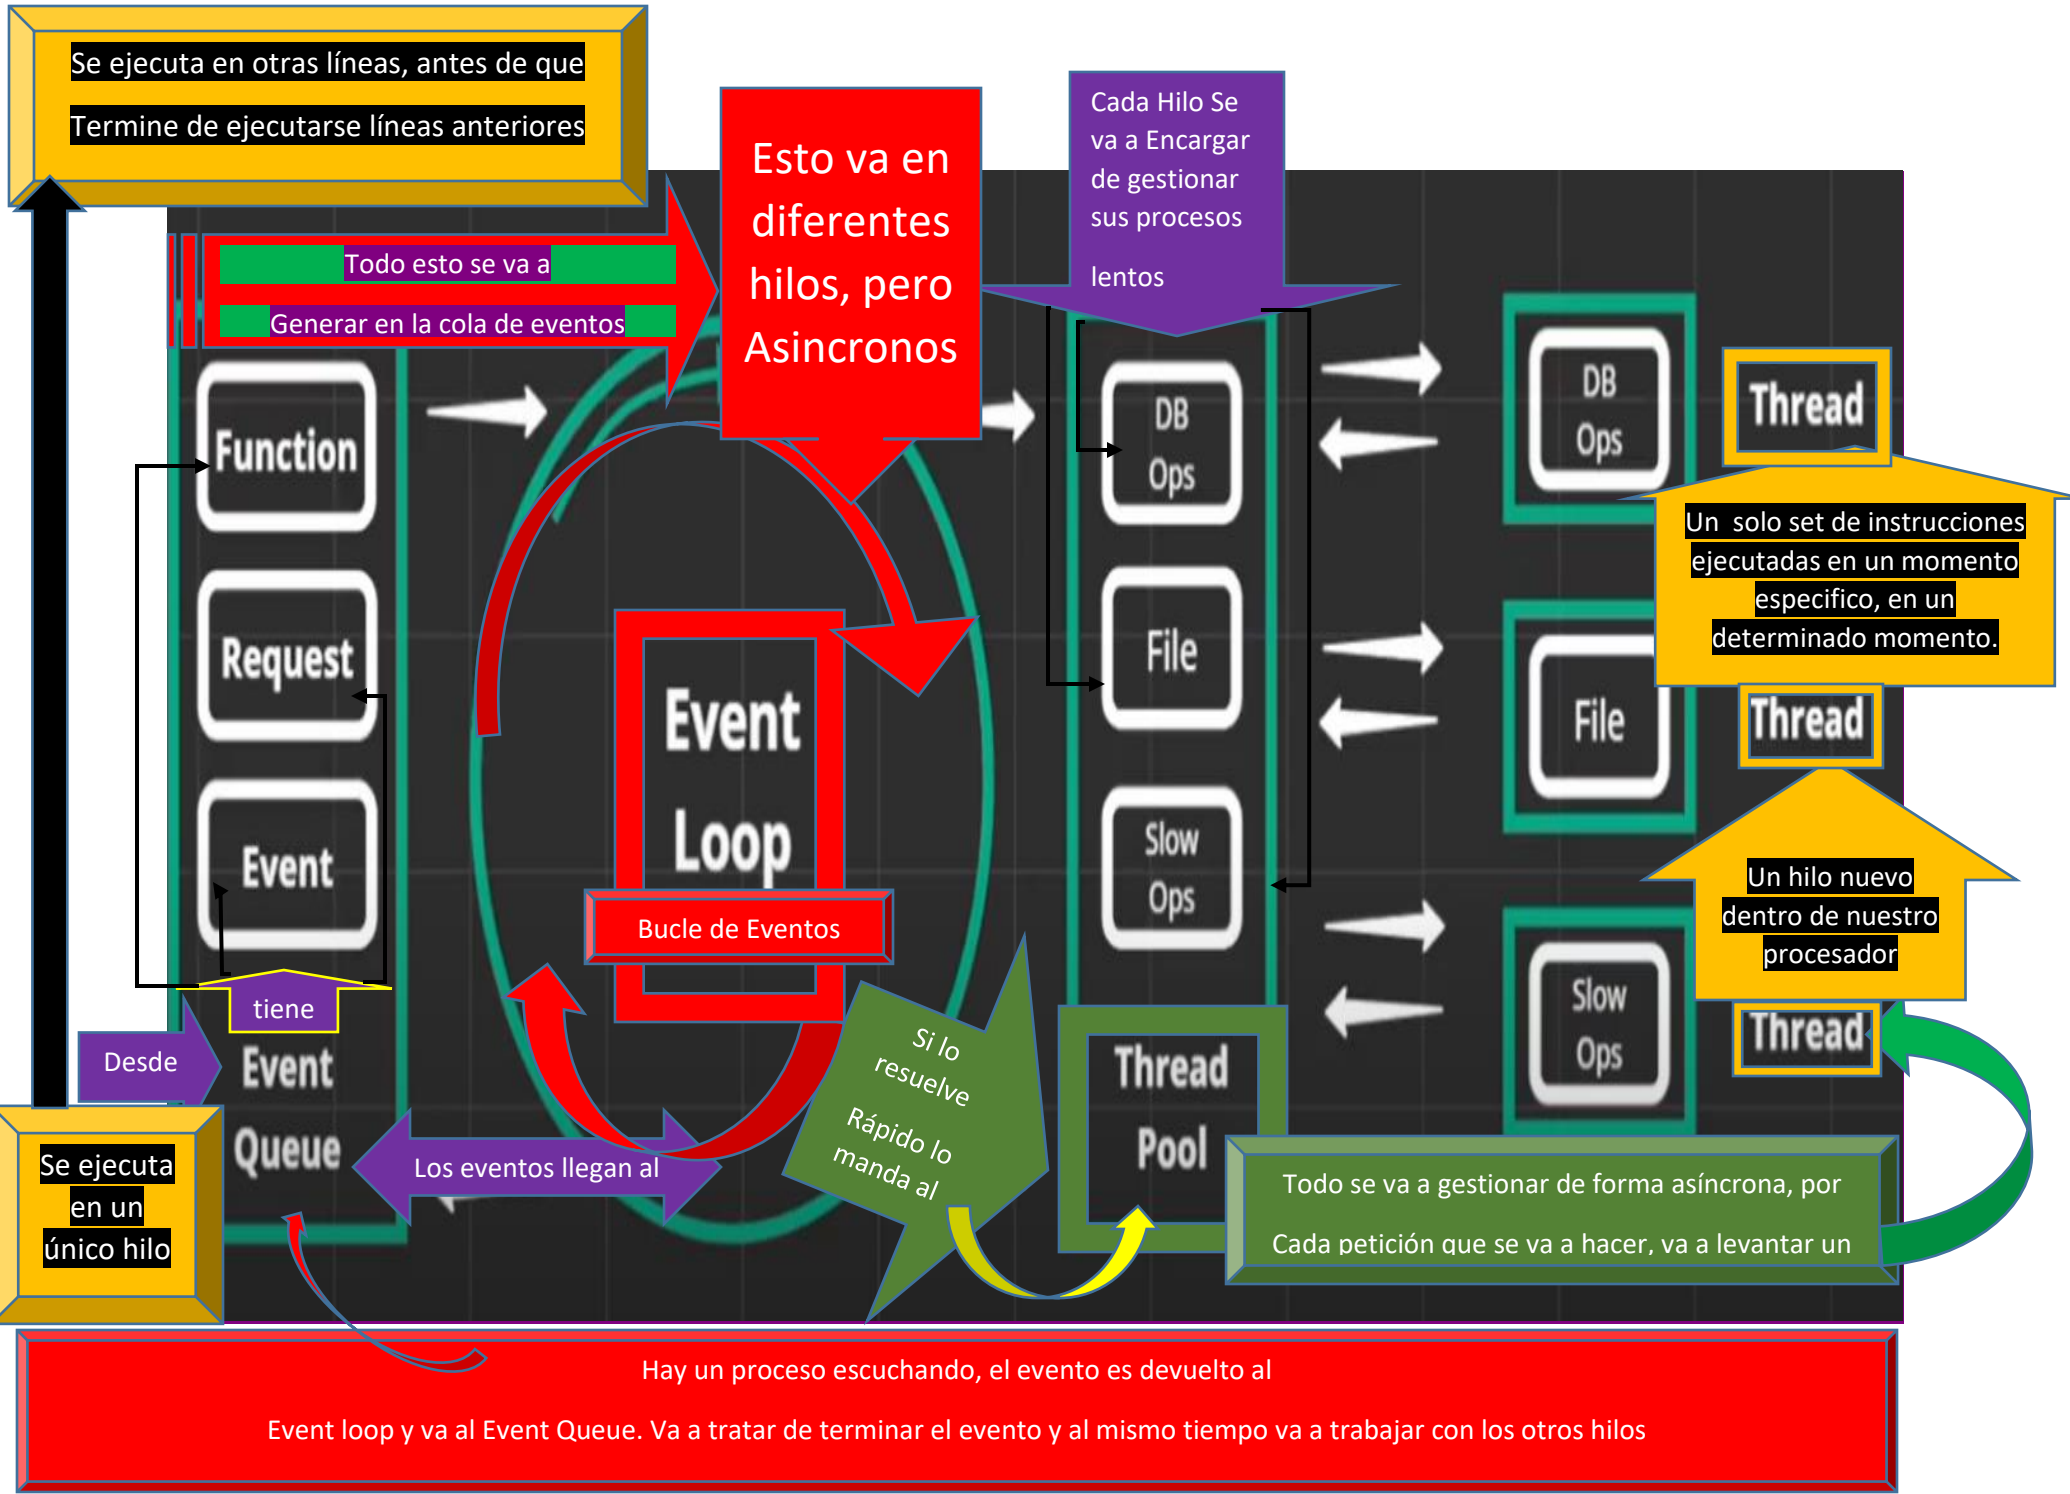 Se ejecuta en otras líneas, antes de que
Termine de ejecutarse líneas anteriores
Todo esto se va a
Generar en la cola de eventos
Esto va en
diferentes
hilos, pero
Asincronos
Cada Hilo Se
va a Encargar
de gestionar
sus procesos
lentos
Function
Request
Event
tiene
Desde
Event
Queue
Se ejecuta
en un
único hilo
Event
Loop
Bucle de Eventos
Los eventos llegan al
Si lo
resuelve
Rápido lo
manda al
DB
Ops
File
Slow
Ops
Thread
Pool
DB
Ops
File
Slow
Ops
Thread
Un solo set de instrucciones
ejecutadas en un momento
especifico, en un
determinado momento.
Thread
Un hilo nuevo
dentro de nuestro
procesador
Thread
Todo se va a gestionar de forma asíncrona, por
Cada petición que se va a hacer, va a levantar un
Hay un proceso escuchando, el evento es devuelto al
Event loop y va al Event Queue. Va a tratar de terminar el evento y al mismo tiempo va a trabajar con los otros hilos